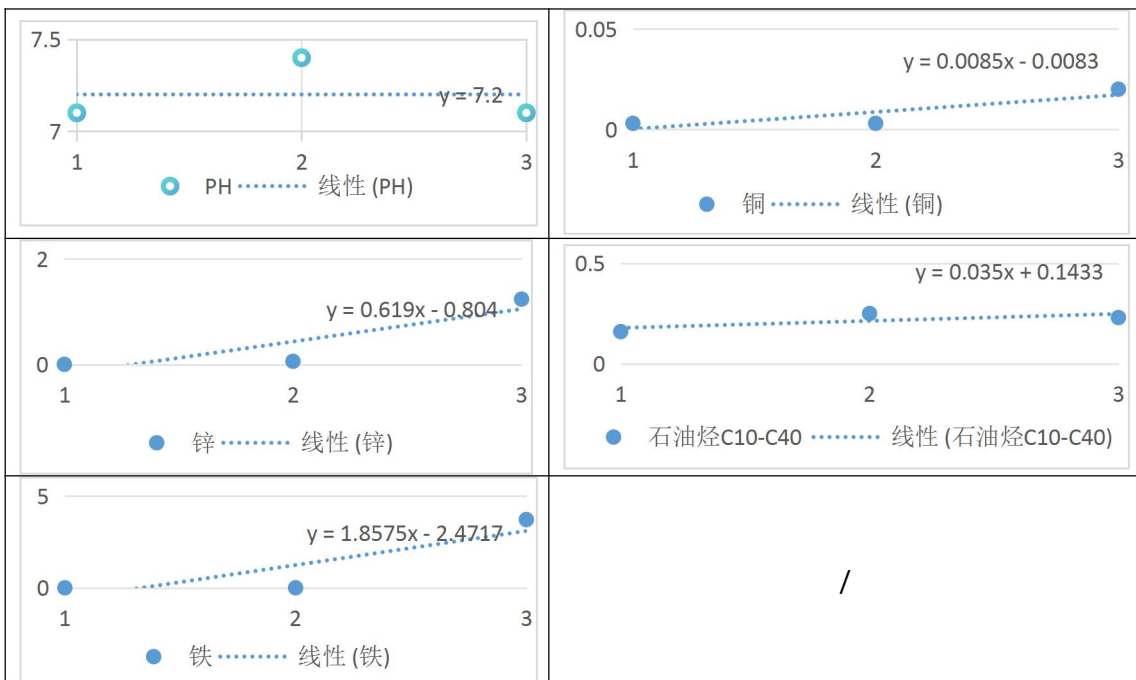 7.5
y = 7.2
7
1 2 3
PH 线性 (PH)
0.05
y = 0.0085x - 0.0083
0
1 2 3
铜 线性 (铜)
2
y = 0.619x - 0.804
0
1 2 3
锌 线性 (锌)
0.5
y = 0.035x + 0.1433
0
1 2 3
石油烃C10-C40 线性 (石油烃C10-C40)
5
y = 1.8575x - 2.4717
0
1 2 3
铁 线性 (铁)
/